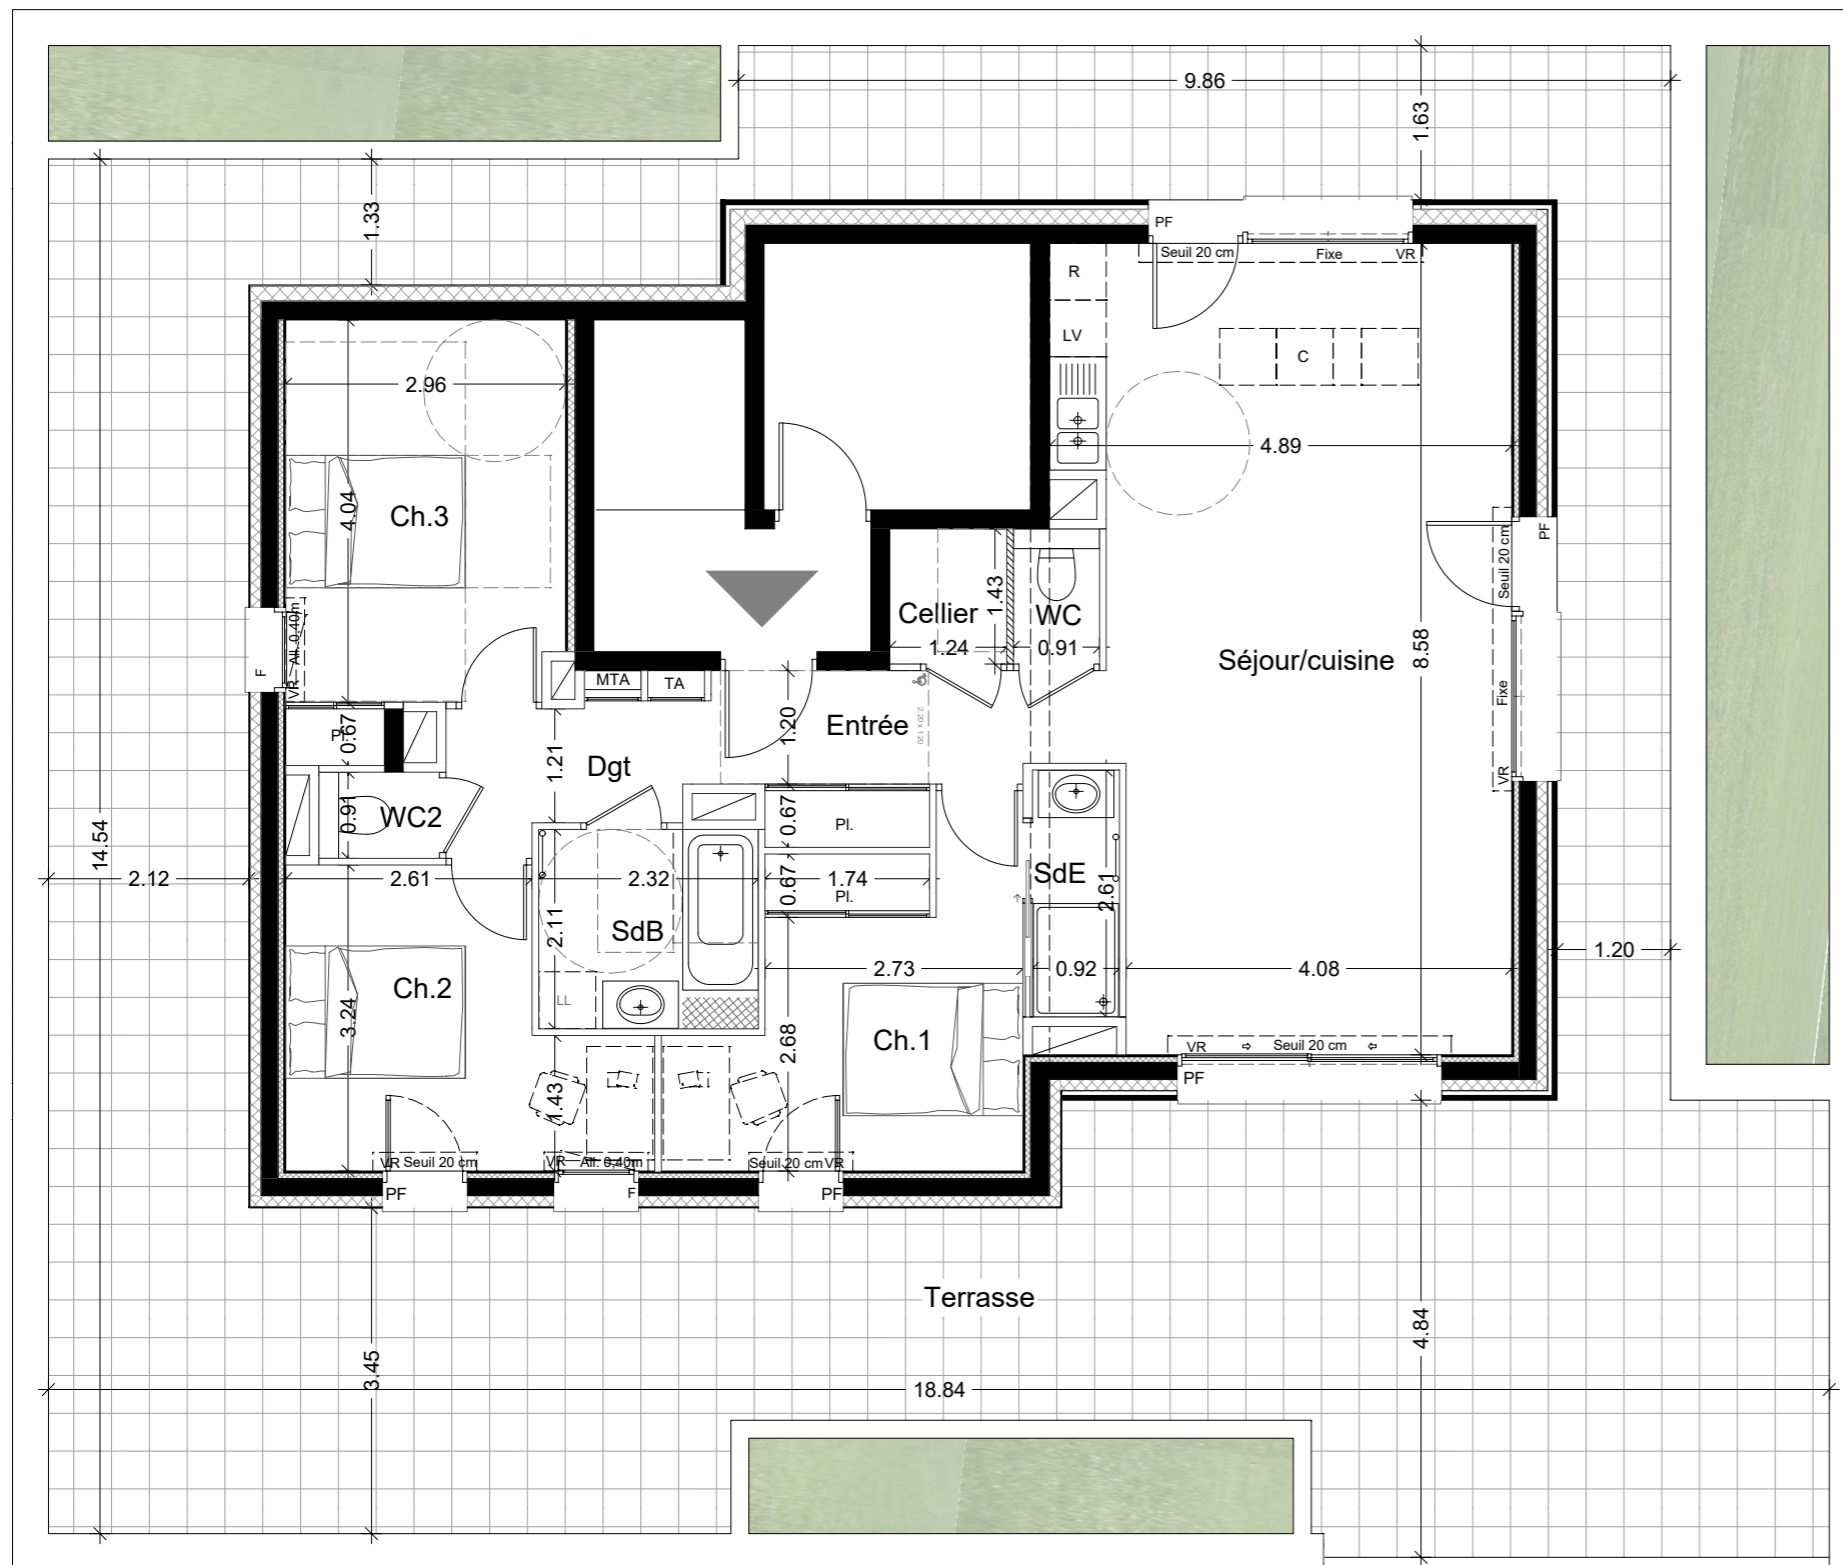 9.86
1.63
1.33
PF
Seuil 20 cm
Fixe
VR
R
LV
C
2.96
4.89
4.04
Ch.3
PF
Seuil 20 cm
Cellier
1.43
WC
1.24
0.91
Séjour/cuisine
8.58
F
VR
All. 0,40m
MTA
TA
Fixe
VR
1.20
Entrée
2.20 x 1.20
Pl.
0.67
1.21
Dgt
0.91
WC2
0.67
Pl.
14.54
2.12
2.61
2.32
0.67
1.74
Pl.
SdE
2.61
2.11
SdB
1.20
2.73
0.92
4.08
Ch.2
3.24
LL
2.68
Ch.1
VR
Seuil 20 cm
PF
1.43
VR
Seuil 20 cm
VR
All. 0,40m
Seuil 20 cm
VR
PF
F
PF
Terrasse
4.84
3.45
18.84